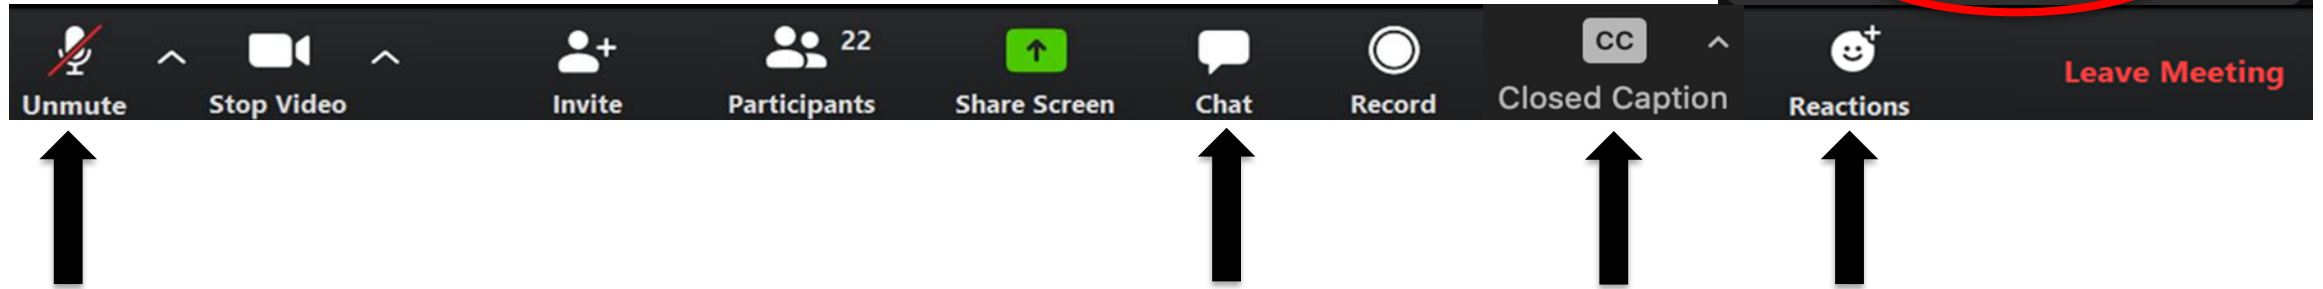 22
CC
Unmute
Stop Video
Invite
Participants
Share Screen
Chat
Record
Closed Caption
Reactions
Leave Meeting